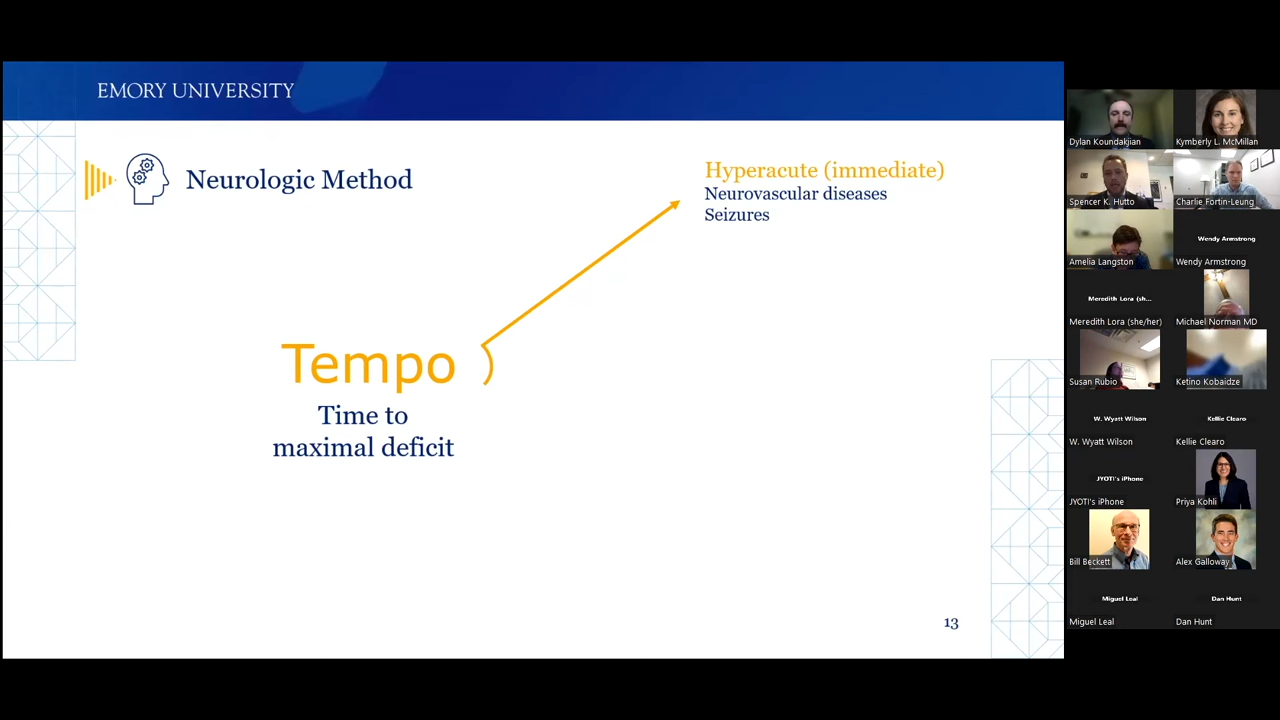 EMORY UNIVERSITY
Neurologic Method
Hyperacute (immediate)
Neurovascular diseases
Seizures
Tempo
Time to
maximal deficit
13
Dylan Koundakjian
Kymberly L. McMillan
Spencer K. Hutto
Charlie Fortin-Leung
Amelia Langston
Wendy Armstrong
Wendy Armstrong
Meredith Lora (sh...
Meredith Lora (she/her)
Michael Norman MD
Susan Rubio
Ketino Kobaidze
W. Wyatt Wilson
W. Wyatt Wilson
Kellie Clearo
Kellie Clearo
JYOTI's iPhone
JYOTI's iPhone
Priya Kohli
Bill Beckett
Alex Galloway
Miguel Leal
Miguel Leal
Dan Hunt
Dan Hunt